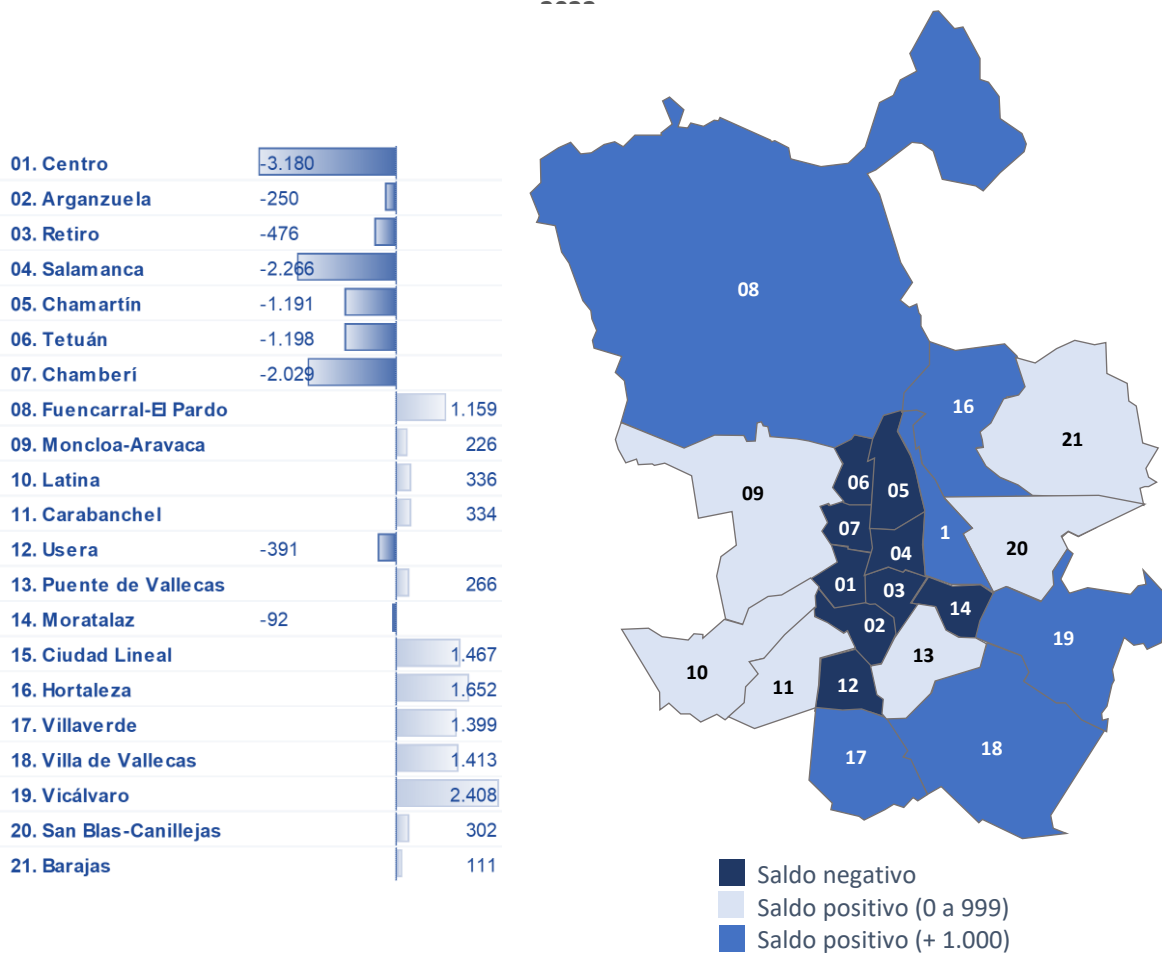 01. Centro -3.180
02. Arganzuela -250
03. Retiro -476
04. Salamanca -2.266
05. Chamartín -1.191
06. Tetuán -1.198
07. Chamberí -2.029
08. Fuencarral-El Pardo 1.159
09. Moncloa-Aravaca 226
10. Latina 336
11. Carabanchel 334
12. Usera -391
13. Puente de Vallecas 266
14. Moratalaz -92
15. Ciudad Lineal 1.467
16. Hortaleza 1.652
17. Villaverde 1.399
18. Villa de Vallecas 1.413
19. Vicálvaro 2.408
20. San Blas-Canillejas 302
21. Barajas 111
08
16
21
06
05
09
07
1
04
20
01
03
14
02
19
13
10
12
11
18
17
Saldo negativo
Saldo positivo (0 a 999)
Saldo positivo (+ 1.000)